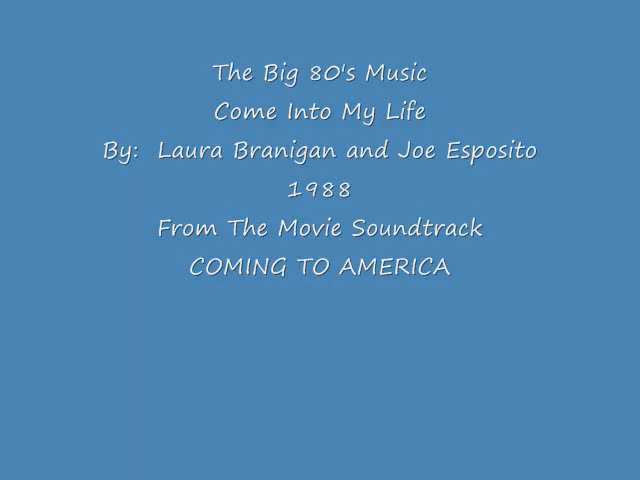 The Big 80's Music
Come Into My Life
By:  Laura Branigan and Joe Esposito
1988
From The Movie Soundtrack
COMING TO AMERICA